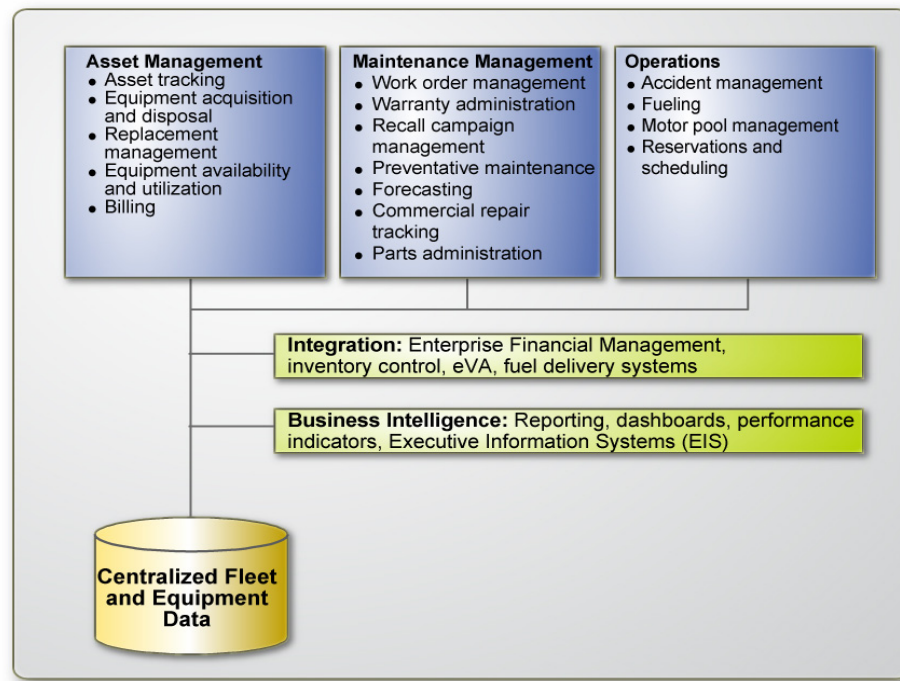 Asset Management
• Asset tracking
• Equipment acquisition
and disposal
• Replacement
management
• Equipment availability
and utilization
• Billing
Maintenance Management
• Work order management
• Warranty administration
• Recall campaign
management
• Preventative maintenance
• Forecasting
• Commercial repair
tracking
• Parts administration
Operations
• Accident management
• Fueling
• Motor pool management
• Reservations and
scheduling
Integration: Enterprise Financial Management,
inventory control, eVA, fuel delivery systems
Business Intelligence: Reporting, dashboards, performance
indicators, Executive Information Systems (EIS)
Centralized Fleet
and Equipment
Data